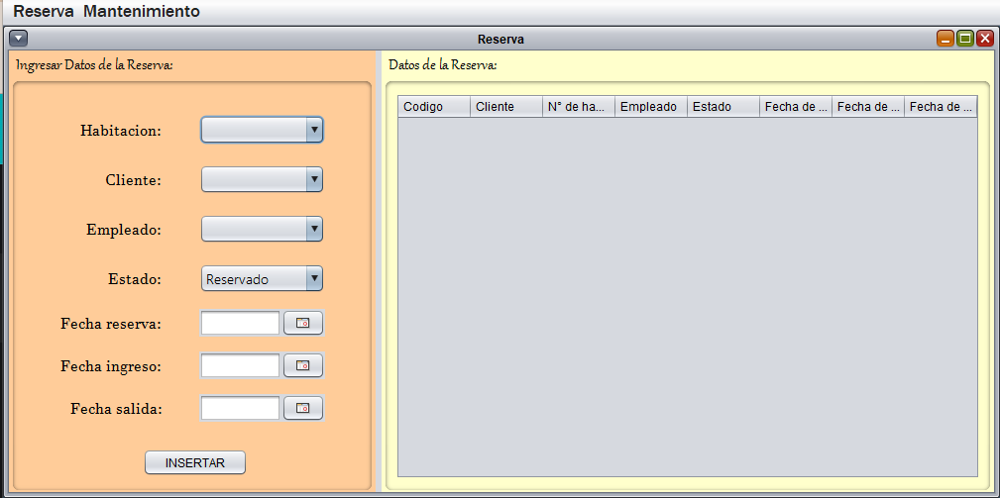 Reserva Mantenimiento
Reserva
Ingresar Datos de la Reserva:
Habitacion:
Cliente:
Empleado:
Estado: Reservado
Fecha reserva:
Fecha ingreso:
Fecha salida:
INSERTAR
Datos de la Reserva:
Codigo Cliente N° de ha... Empleado Estado Fecha de ... Fecha de ... Fecha de ...